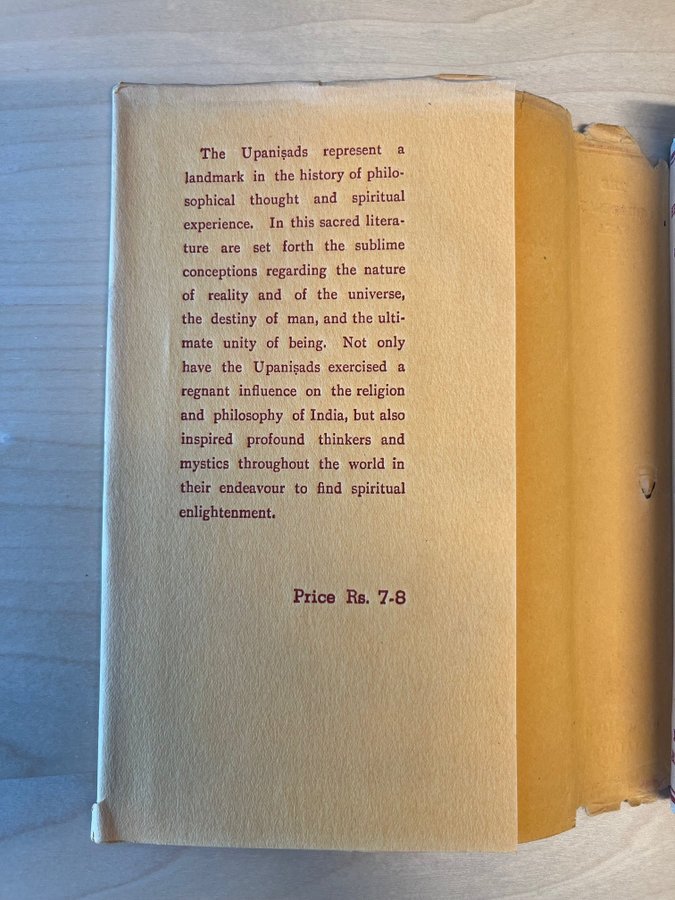 The Upaniṣads represent a
landmark in the history of philo-
sophical thought and spiritual
experience. In this sacred litera-
ture are set forth the sublime
conceptions regarding the nature
of reality and of the universe,
the destiny of man, and the ulti-
mate unity of being. Not only
have the Upaniṣads exercised a
regnant influence on the religion
and philosophy of India, but also
inspired profound thinkers and
mystics throughout the world in
their endeavour to find spiritual
enlightenment.
Price Rs. 7-8